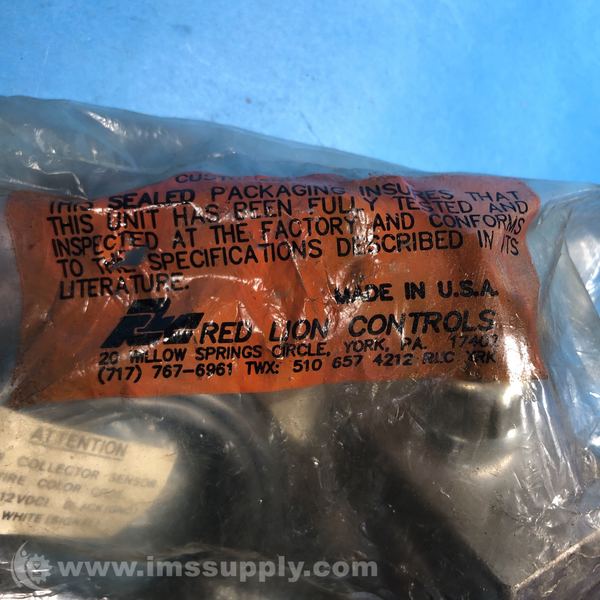 THIS SEALED PACKAGING INSURES THAT
THIS UNIT HAS BEEN FULLY TESTED AND
INSPECTED AT THE FACTORY AND CONFORMS
TO THE SPECIFICATIONS DESCRIBED IN ITS
LITERATURE.
MADE IN U.S.A.
RED LION CONTROLS
20 WILLOW SPRINGS CIRCLE, YORK, PA. 17402
(717) 767-6961 TWX: 510 657 4212 RLC YRK
ATTENTION
COLLECTOR SENSOR
WIRE COLOR
12VDC) BLACK
WHITE
www.imssupply.com